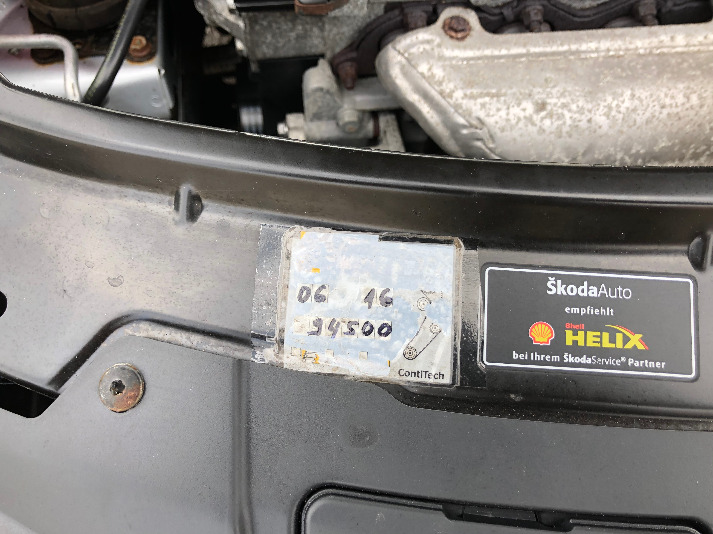 06 16
94500
ContiTech
ŠkodaAuto
empfiehlt
Shell
HELIX
bei Ihrem ŠkodaService® Partner